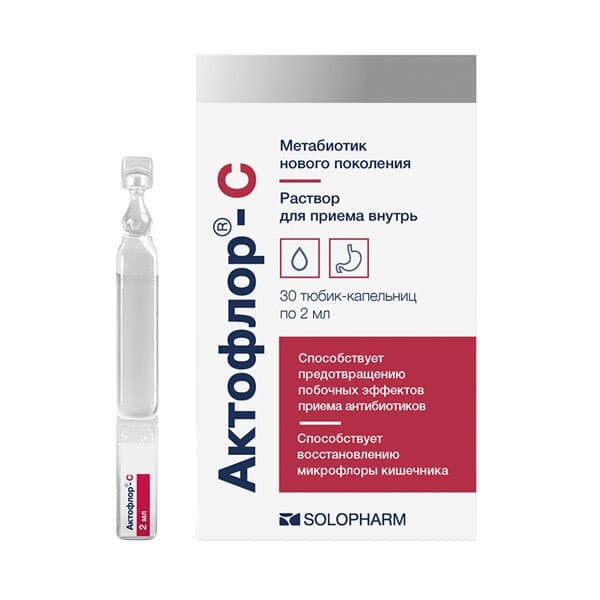 Метабиотик
нового поколения
Раствор
для приема внутрь
30 тюбик-капельниц
по 2 мл
Актофлор®-С
Способствует
предотвращению
побочных эффектов
приема антибиотиков
Способствует
восстановлению
микрофлоры кишечника
SOLOPHARM
Актофлор®-С
2 мл